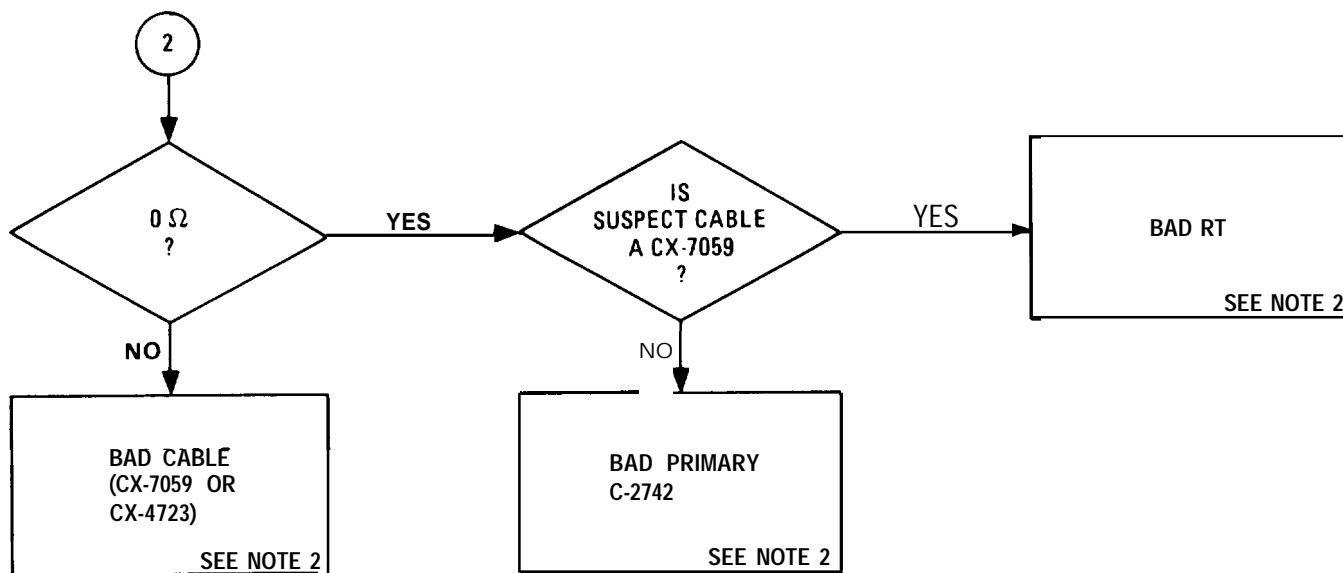 2
0 Ω
?
YES
NO
IS
SUSPECT CABLE
A CX-7059
?
YES
NO
BAD RT
SEE NOTE 2
BAD CABLE
(CX-7059 OR
CX-4723)
SEE NOTE 2
BAD PRIMARY
C-2742
SEE NOTE 2